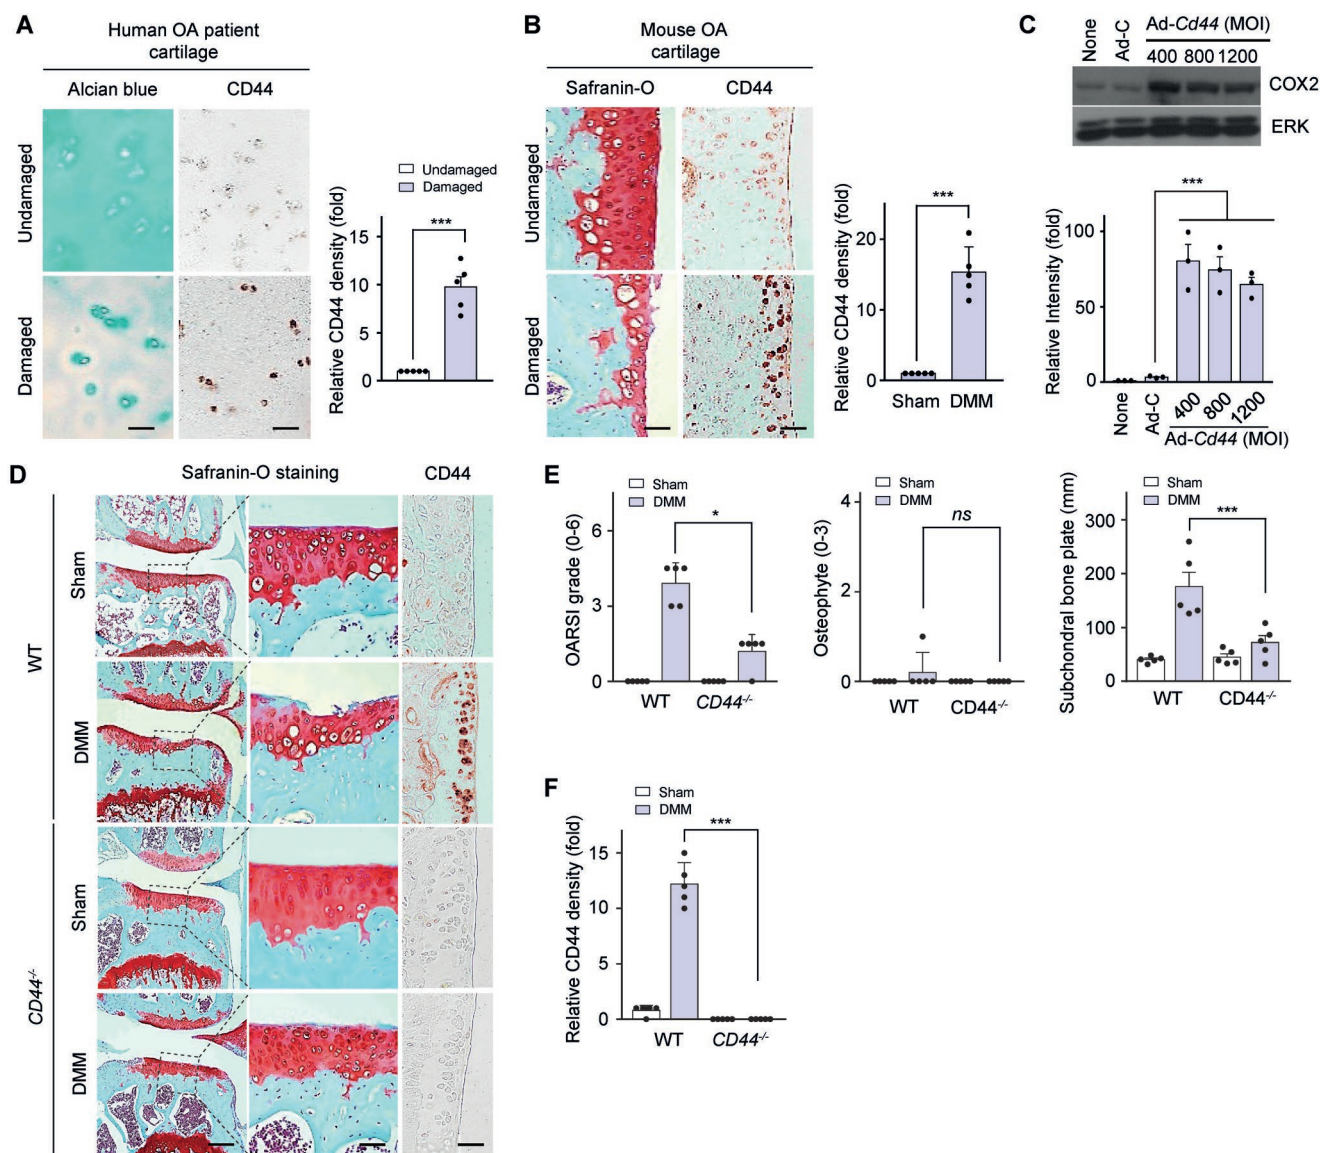 A
Human OA patient
cartilage
Alcian blue
CD44
Undamaged
Damaged
Undamaged
Damaged
Relative CD44 density (fold)
15
10
5
0
***
B
Mouse OA
cartilage
Safranin-O
CD44
Undamaged
Damaged
Relative CD44 density (fold)
20
10
0
***
Sham
DMM
C
None
Ad-C
Ad-Cd44 (MOI)
400 800 1200
COX2
ERK
Relative Intensity (fold)
100
50
0
***
None
Ad-C
400
800
1200
Ad-Cd44 (MOI)
D
Safranin-O staining
CD44
WT
Sham
DMM
CD44-/-
Sham
DMM
E
Sham
DMM
OARSI grade (0-6)
6
3
0
*
WT
CD44-/-
Sham
DMM
Osteophyte (0-3)
4
2
0
ns
WT
CD44-/-
Sham
DMM
Subchondral bone plate (mm)
300
200
100
0
***
WT
CD44-/-
F
Sham
DMM
Relative CD44 density (fold)
15
10
5
0
***
WT
CD44-/-